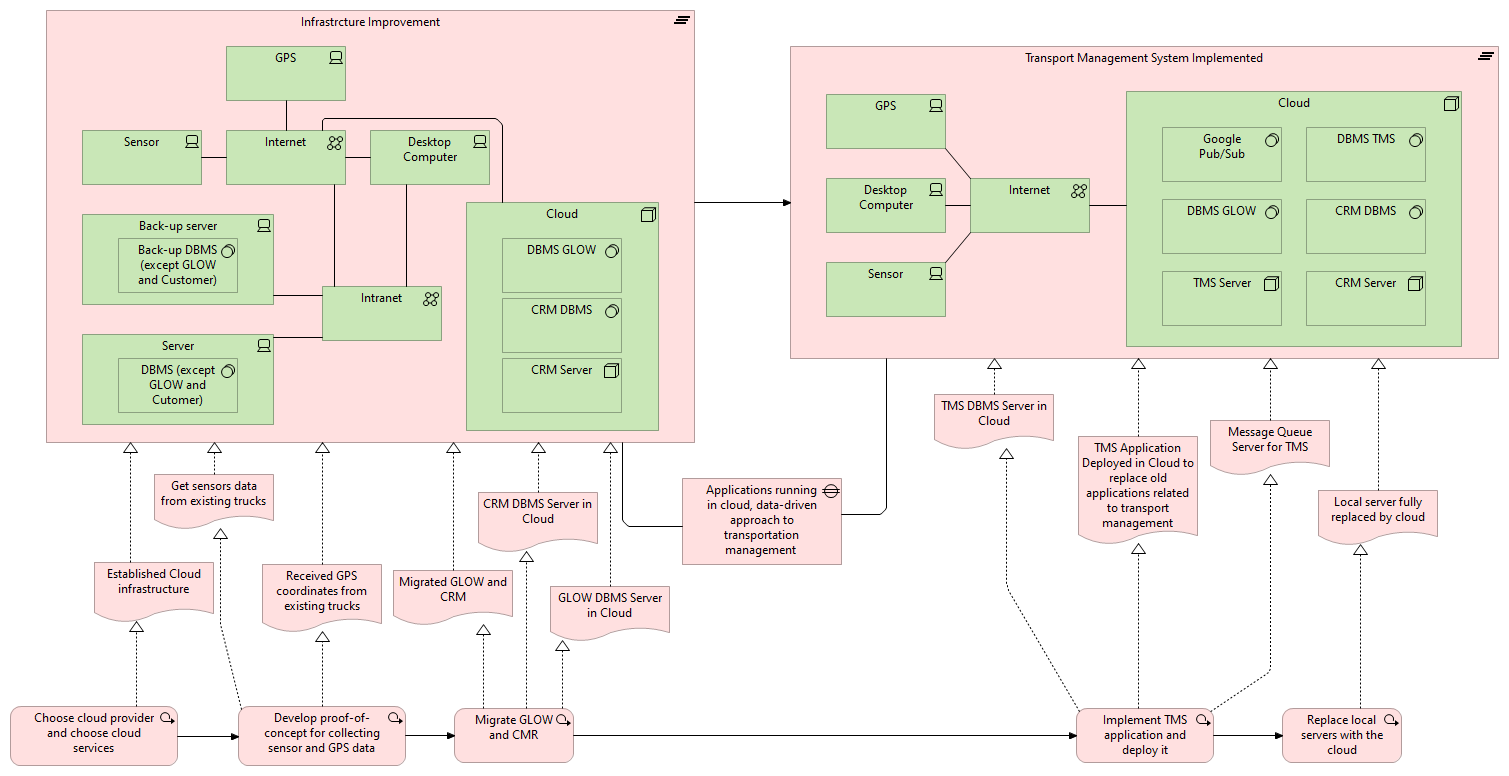 Infrastrcture Improvement
GPS
Sensor
Internet
Desktop
Computer
Back-up server
Back-up DBMS
(except GLOW
and Customer)
Intranet
Server
DBMS (except
GLOW and
Cutomer)
Cloud
DBMS GLOW
CRM DBMS
CRM Server
Transport Management System Implemented
GPS
Desktop
Computer
Sensor
Internet
Cloud
Google
Pub/Sub
DBMS TMS
DBMS GLOW
CRM DBMS
TMS Server
CRM Server
Applications running
in cloud, data-driven
approach to
transportation
management
Get sensors data
from existing trucks
Established Cloud
infrastructure
Received GPS
coordinates from
existing trucks
Migrated GLOW and
CRM
CRM DBMS Server in
Cloud
GLOW DBMS Server
in Cloud
TMS DBMS Server in
Cloud
TMS Application
Deployed in Cloud to
replace old
applications related
to transport
management
Message Queue
Server for TMS
Local server fully
replaced by cloud
Choose cloud provider
and choose cloud
services
Develop proof-of-
concept for collecting
sensor and GPS data
Migrate GLOW
and CMR
Implement TMS
application and
deploy it
Replace local
servers with the
cloud